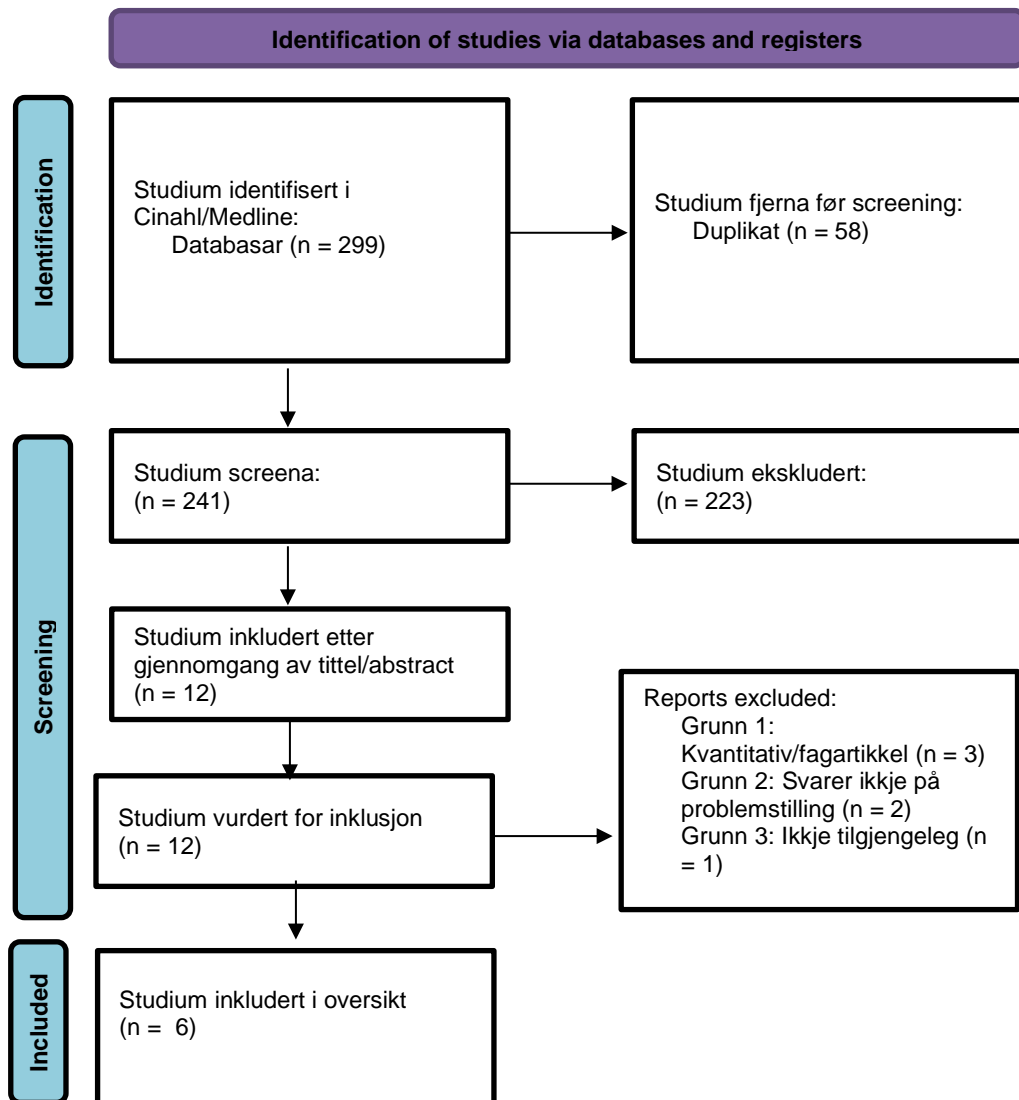 Identification of studies via databases and registers
Identification
Studium identifisert i
Cinahl/Medline:
Databasar (n = 299)
Studium fjerna før screening:
Duplikat (n = 58)
Screening
Studium screena:
(n = 241)
Studium ekskludert:
(n = 223)
Studium inkludert etter
gjennomgang av tittel/abstract
(n = 12)
Studium vurdert for inklusjon
(n = 12)
Reports excluded:
Grunn 1:
Kvantitativ/fagartikkel (n = 3)
Grunn 2: Svarer ikkje på
problemstilling (n = 2)
Grunn 3: Ikkje tilgjengeleg (n
= 1)
Included
Studium inkludert i oversikt
(n =  6)